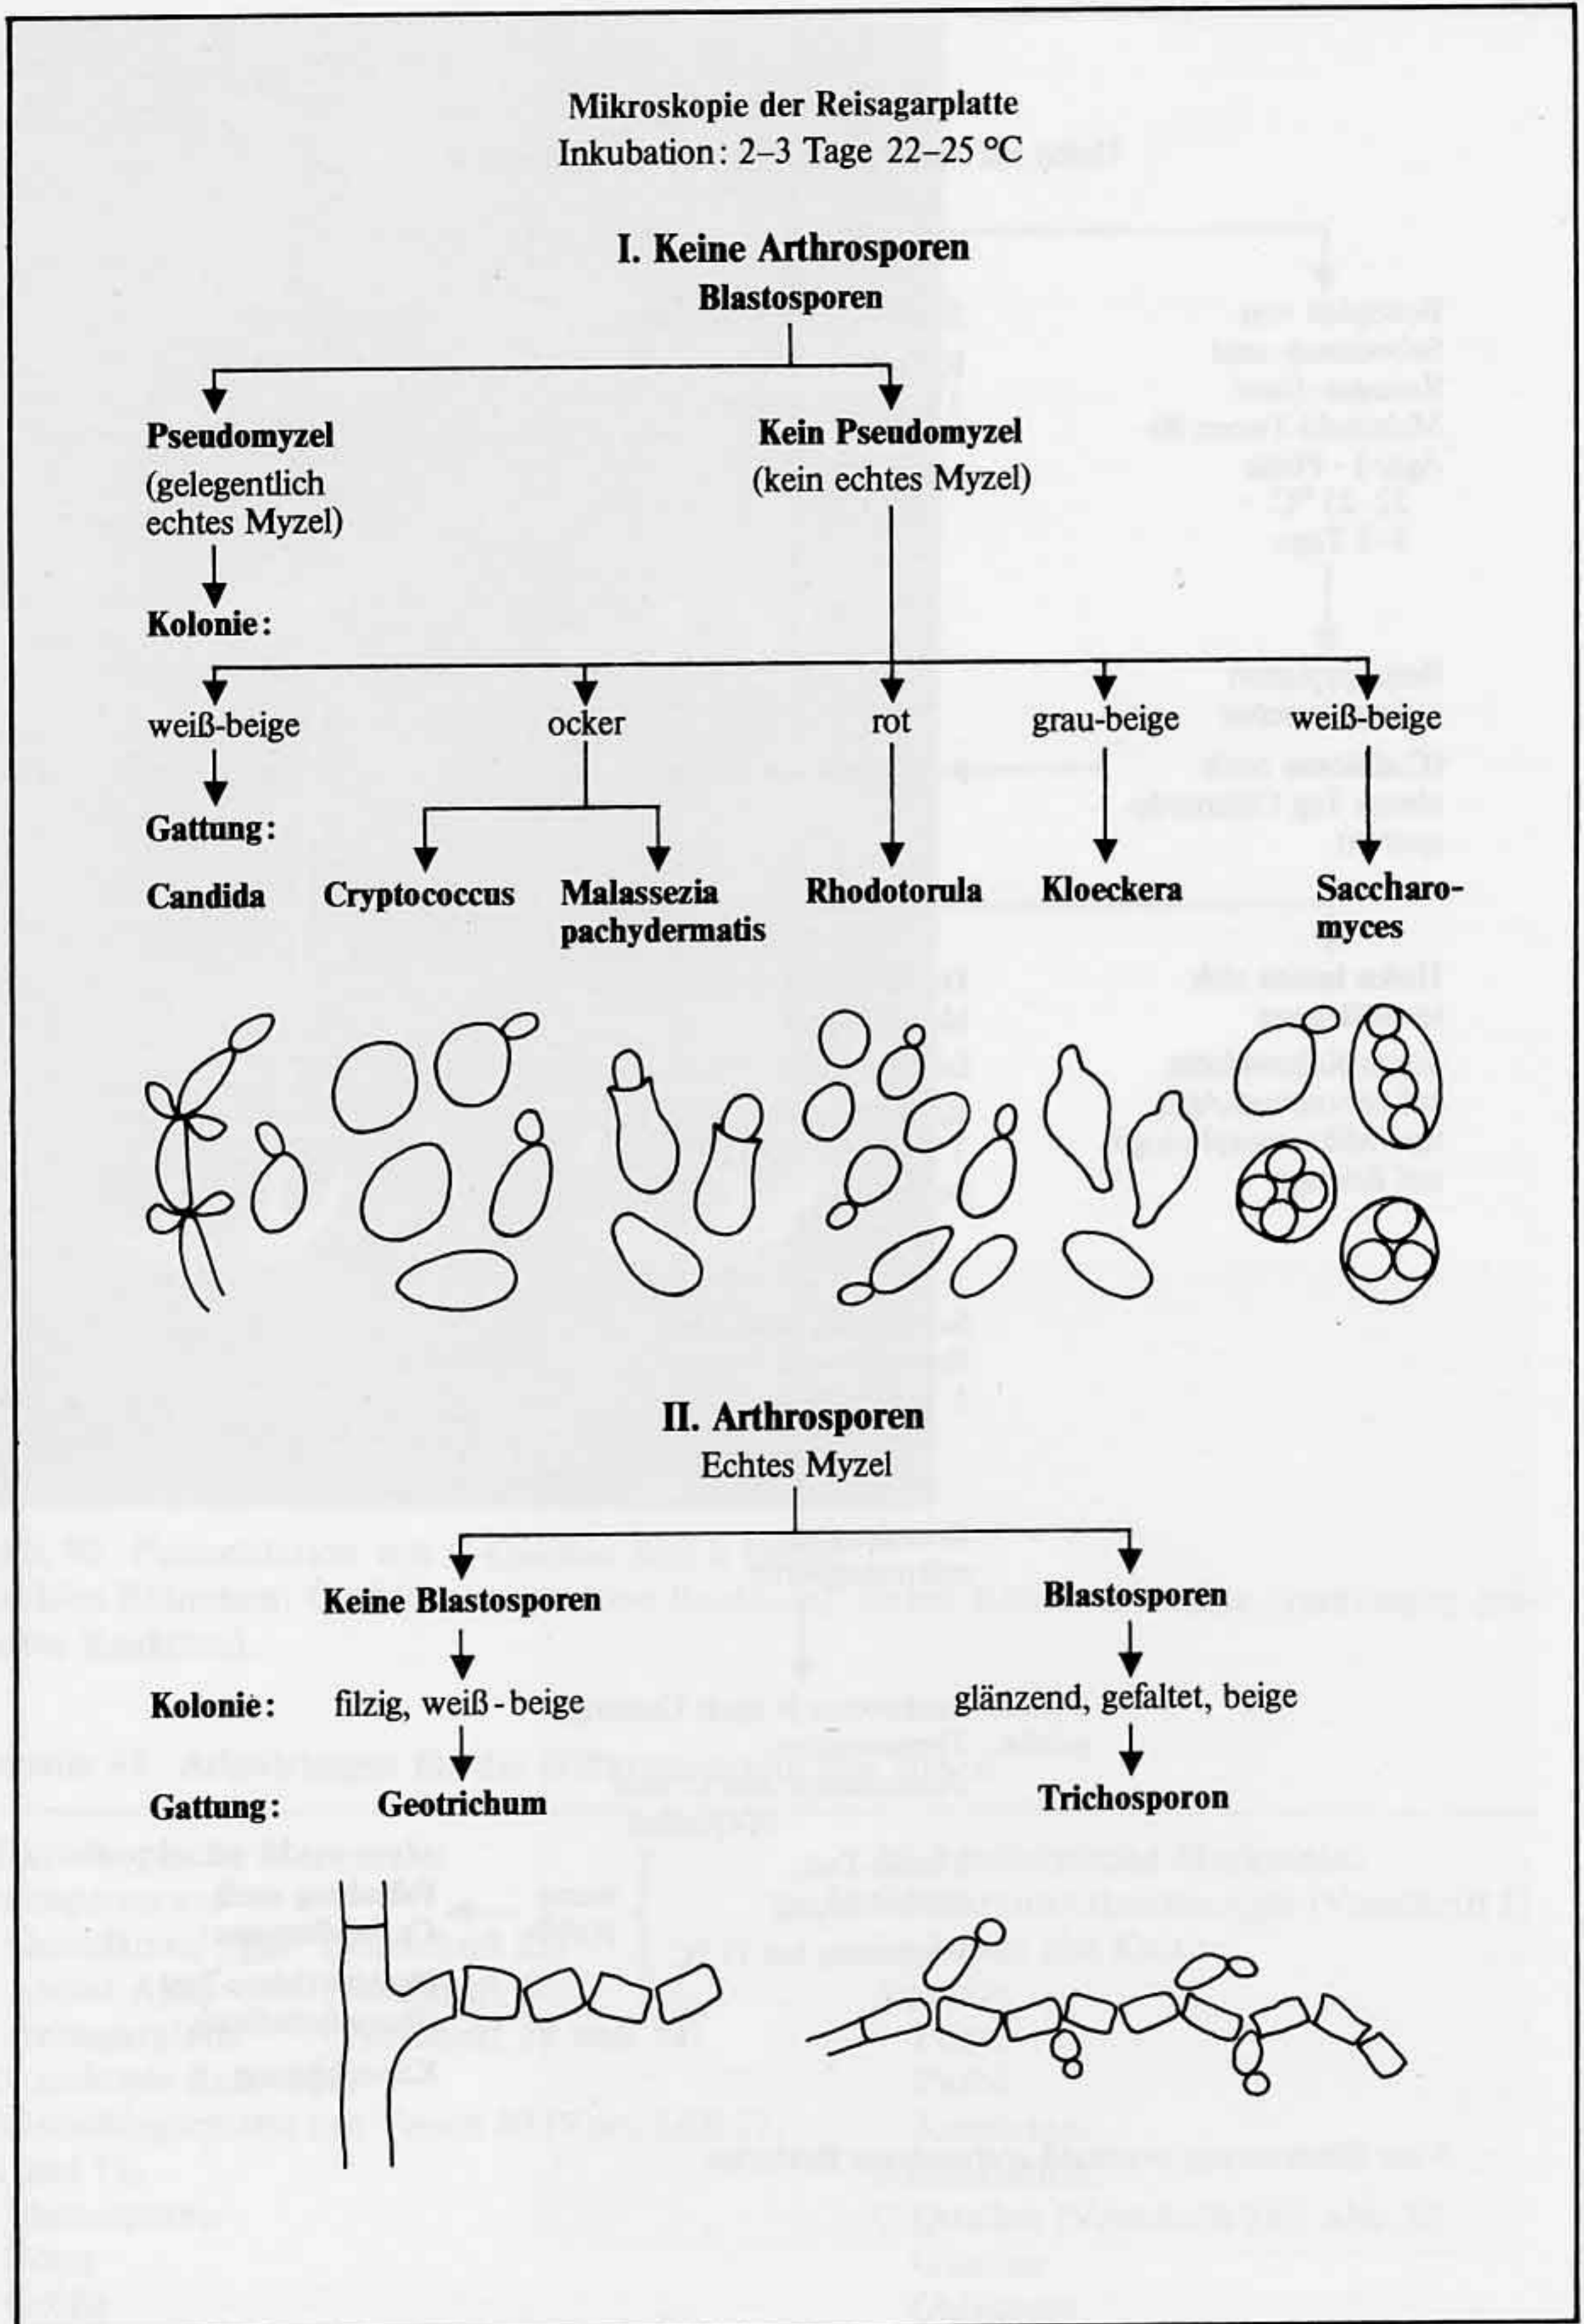 Mikroskopie der Reisagarplatte
Inkubation: 2–3 Tage 22–25 °C
I. Keine Arthrosporen
Blastosporen
Pseudomyzel
(gelegentlich
echtes Myzel)
Kein Pseudomyzel
(kein echtes Myzel)
Kolonie:
weiß-beige
ocker
rot
grau-beige
weiß-beige
Gattung:
Candida
Cryptococcus
Malassezia
pachydermatis
Rhodotorula
Kloeckera
Saccharo-
myces
II. Arthrosporen
Echtes Myzel
Keine Blastosporen
Blastosporen
Kolonie:
filzig, weiß-beige
glänzend, gefaltet, beige
Gattung:
Geotrichum
Trichosporon